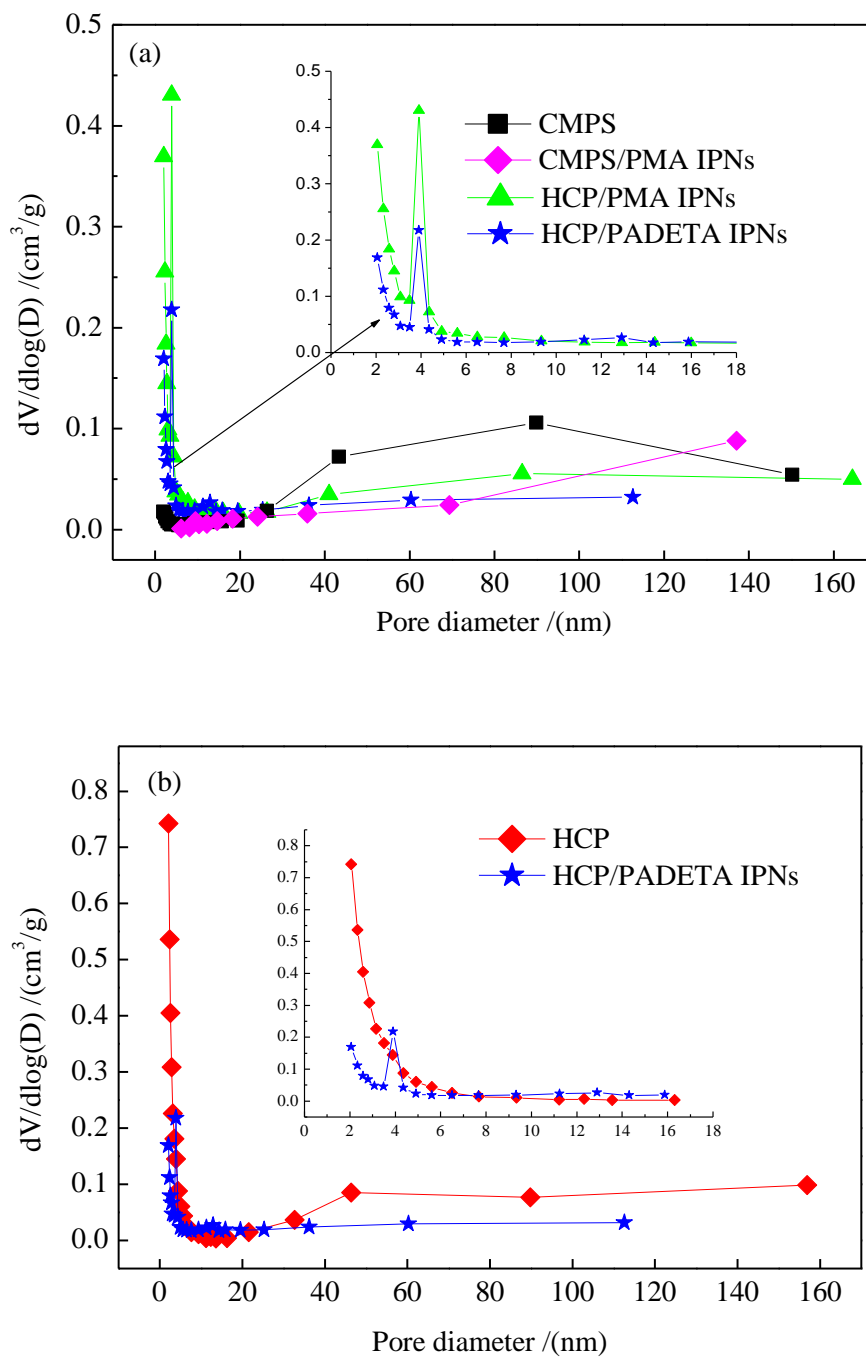 (a)
CMPS
CMPS/PMA IPNs
HCP/PMA IPNs
HCP/PADETA IPNs
0.5
0.4
0.3
0.2
0.1
0.0
0 2 4 6 8 10 12 14 16 18
dV/dlog(D) /(cm³/g)
0.5
0.4
0.3
0.2
0.1
0.0
0 20 40 60 80 100 120 140 160
Pore diameter /(nm)
(b)
HCP
HCP/PADETA IPNs
0.8
0.7
0.6
0.5
0.4
0.3
0.2
0.1
0.0
0 2 4 6 8 10 12 14 16 18
dV/dlog(D) /(cm³/g)
0.8
0.7
0.6
0.5
0.4
0.3
0.2
0.1
0.0
0 20 40 60 80 100 120 140 160
Pore diameter /(nm)